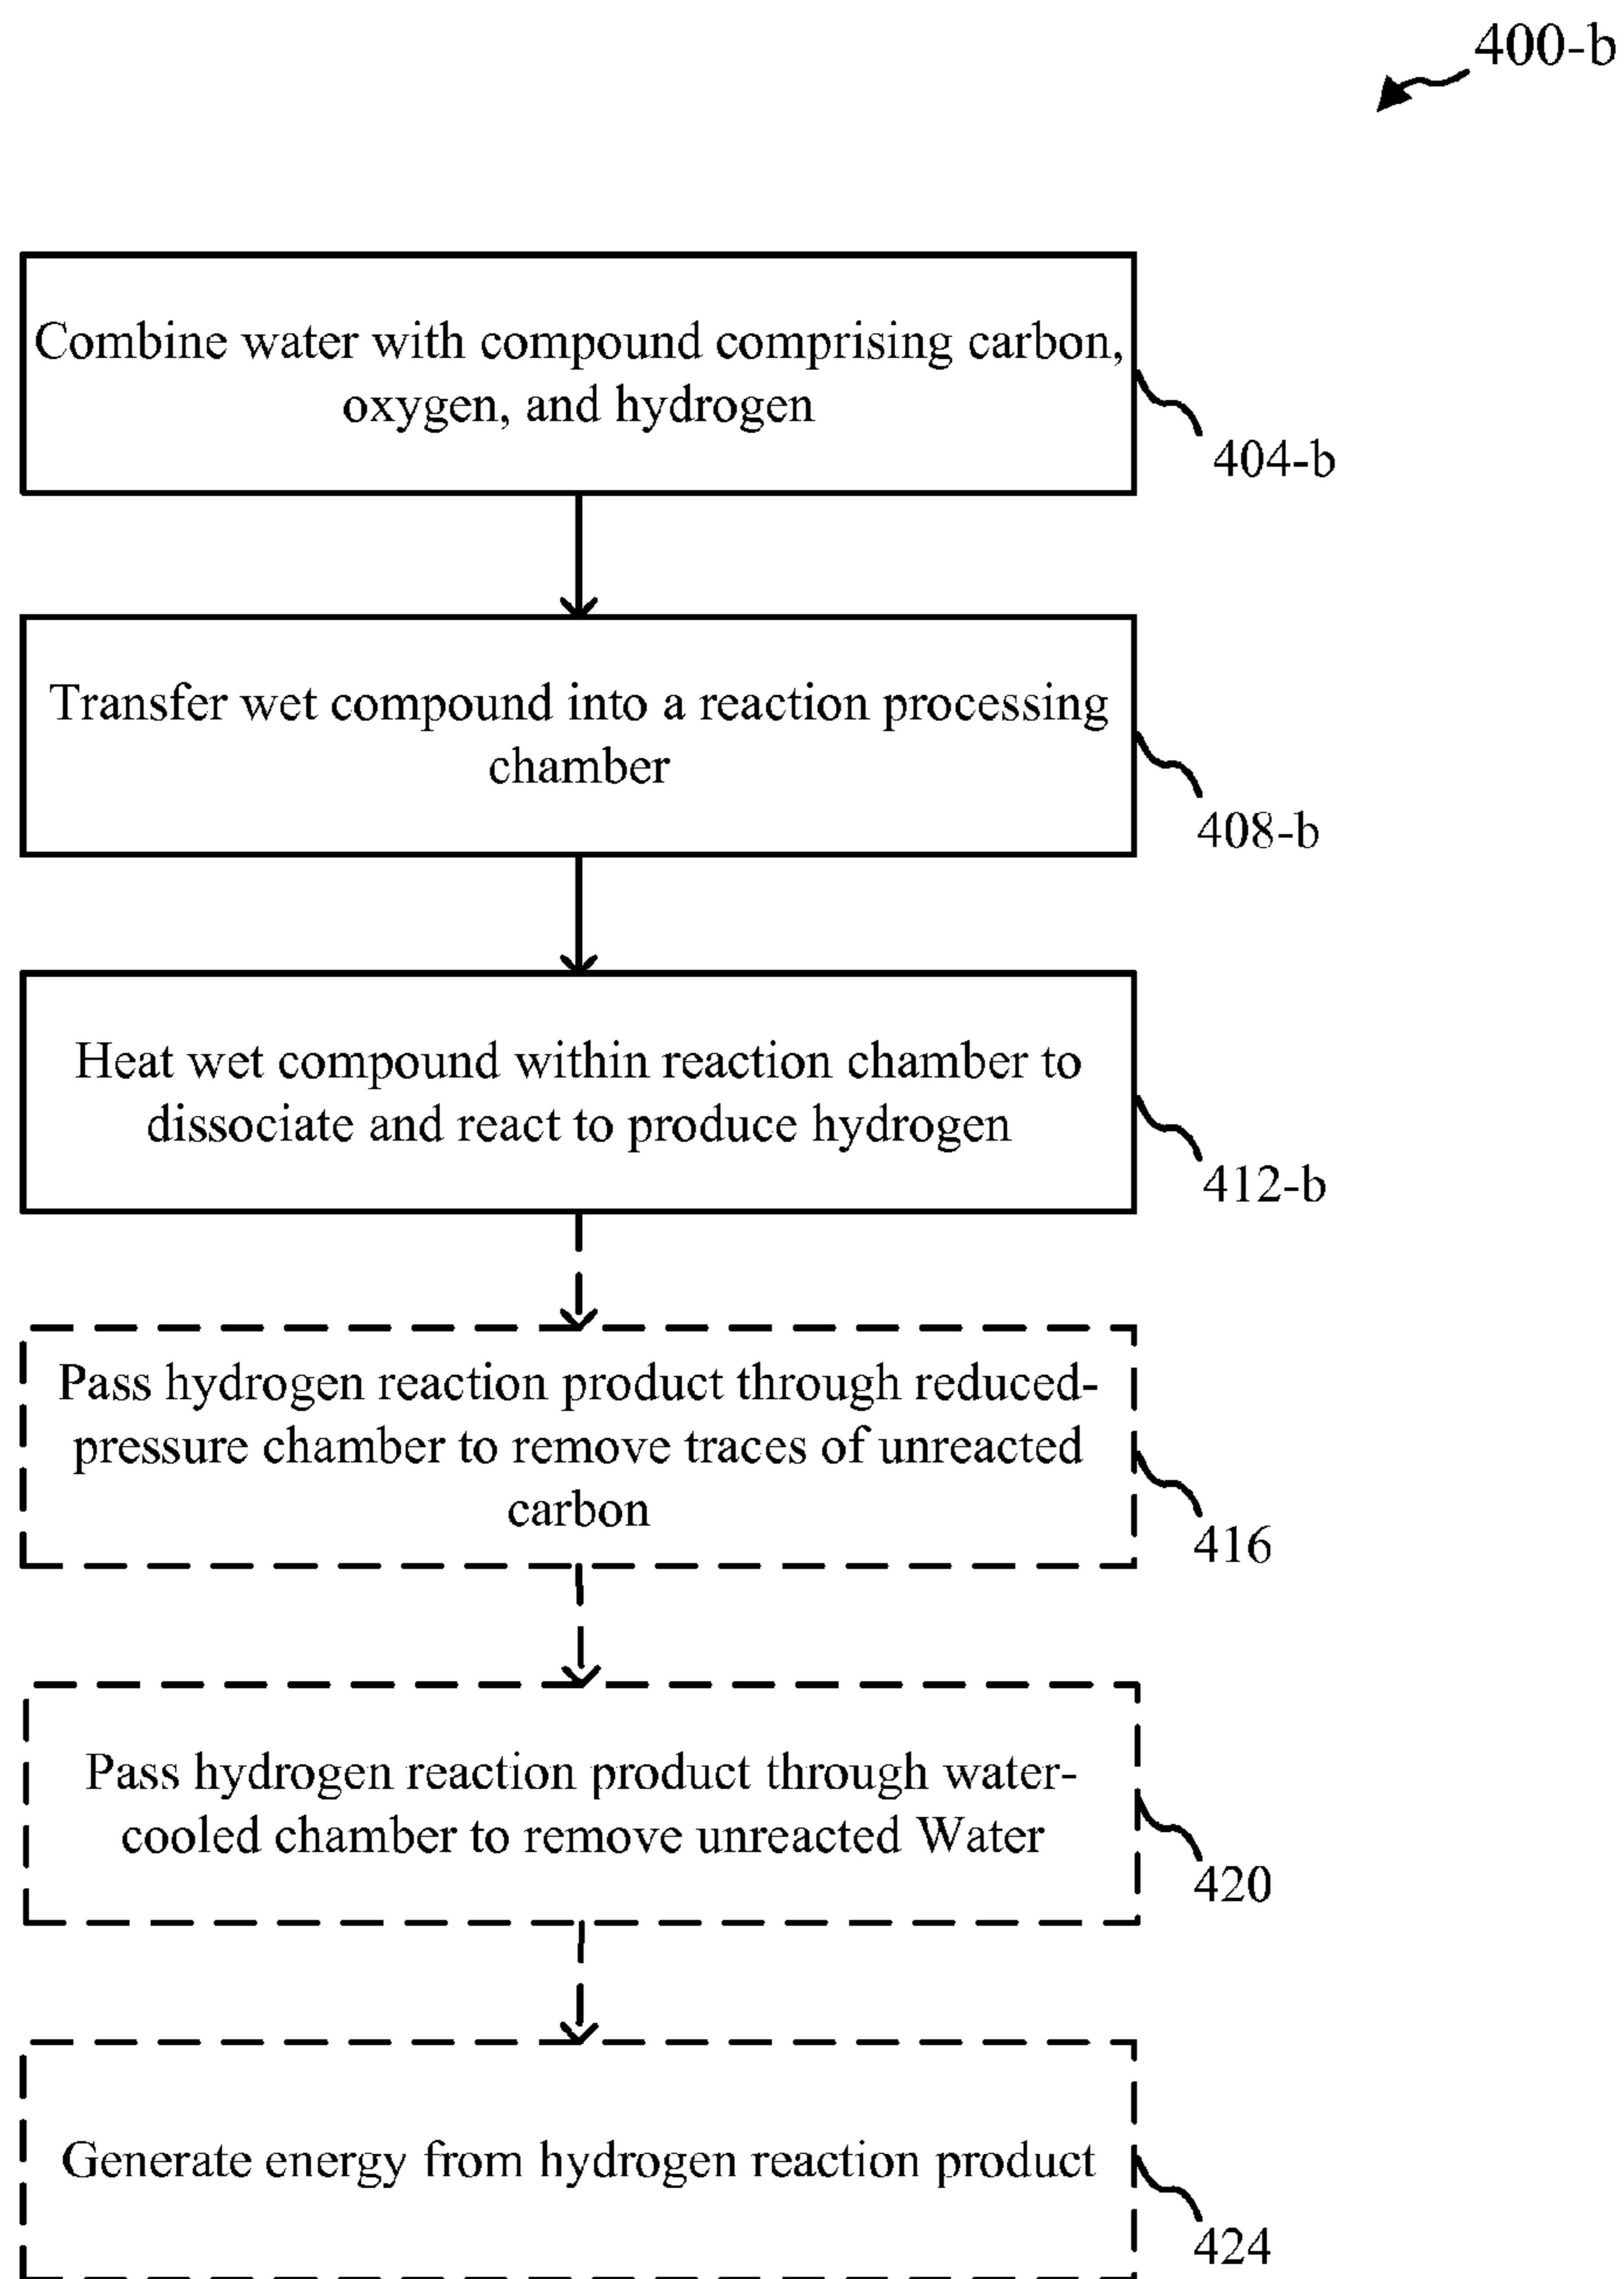 400-b
Combine water with compound comprising carbon,
oxygen, and hydrogen
404-b
Transfer wet compound into a reaction processing
chamber
408-b
Heat wet compound within reaction chamber to
dissociate and react to produce hydrogen
412-b
Pass hydrogen reaction product through reduced-
pressure chamber to remove traces of unreacted
carbon
416
Pass hydrogen reaction product through water-
cooled chamber to remove unreacted Water
420
Generate energy from hydrogen reaction product
424